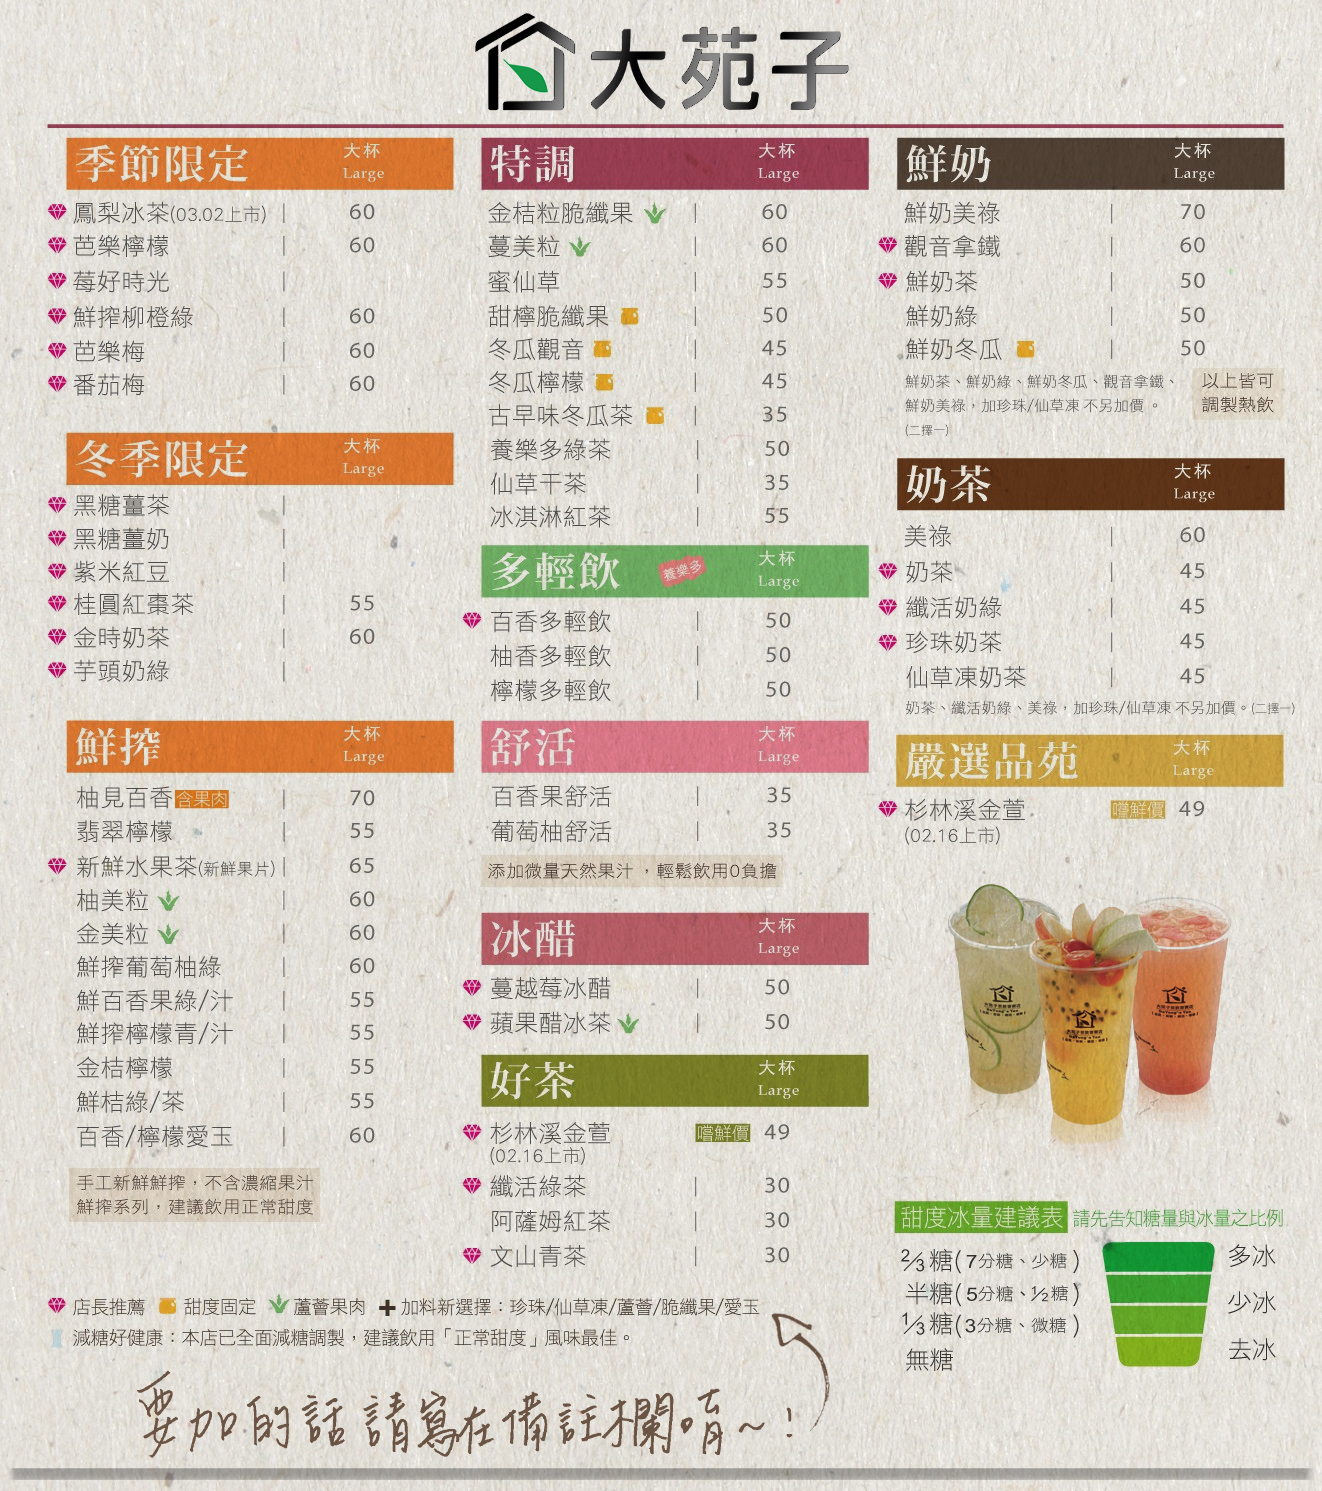 大苑子
季節限定 大杯 Large
鳳梨冰茶(03.02上市) | 60
芭樂檸檬 | 60
莓好時光 |
鮮搾柳橙綠 | 60
芭樂梅 | 60
番茄梅 | 60
冬季限定 大杯 Large
黑糖薑茶 |
黑糖薑奶 |
紫米紅豆 |
桂圓紅棗茶 | 55
金時奶茶 | 60
芋頭奶綠 |
鮮搾 大杯 Large
柚見百香 含果肉 | 70
翡翠檸檬 | 55
新鮮水果茶(新鮮果片) | 65
柚美粒 | 60
金美粒 | 60
鮮搾葡萄柚綠 | 60
鮮百香果綠/汁 | 55
鮮搾檸檬青/汁 | 55
金桔檸檬 | 55
鮮桔綠/茶 | 55
百香/檸檬愛玉 | 60
手工新鮮鮮搾，不含濃縮果汁
鮮搾系列，建議飲用正常甜度
特調 大杯 Large
金桔粒脆纖果 | 60
蔓美粒 | 60
蜜仙草 | 55
甜檸脆纖果 | 50
冬瓜觀音 | 45
冬瓜檸檬 | 45
古早味冬瓜茶 | 35
養樂多綠茶 | 50
仙草干茶 | 35
冰淇淋紅茶 | 55
多輕飲 養樂多 大杯 Large
百香多輕飲 | 50
柚香多輕飲 | 50
檸檬多輕飲 | 50
舒活 大杯 Large
百香果舒活 | 35
葡萄柚舒活 | 35
添加微量天然果汁，輕鬆飲用0負擔
冰醋 大杯 Large
蔓越莓冰醋 | 50
蘋果醋冰茶 | 50
好茶 大杯 Large
杉林溪金萱 嚐鮮價 49
(02.16上市)
纖活綠茶 | 30
阿薩姆紅茶 | 30
文山青茶 | 30
鮮奶 大杯 Large
鮮奶美祿 | 70
觀音拿鐵 | 60
鮮奶茶 | 50
鮮奶綠 | 50
鮮奶冬瓜 | 50
鮮奶茶、鮮奶綠、鮮奶冬瓜、觀音拿鐵、
鮮奶美祿，加珍珠/仙草凍 不另加價。
(二擇一)
以上皆可
調製熱飲
奶茶 大杯 Large
美祿 | 60
奶茶 | 45
纖活奶綠 | 45
珍珠奶茶 | 45
仙草凍奶茶 | 45
奶茶、纖活奶綠、美祿，加珍珠/仙草凍 不另加價。(二擇一)
嚴選品苑 大杯 Large
杉林溪金萱 嚐鮮價 49
(02.16上市)
甜度冰量建議表 請先告知糖量與冰量之比例
⅔糖(7分糖、少糖)
半糖(5分糖、½糖)
⅓糖(3分糖、微糖)
無糖
多冰
少冰
去冰
店長推薦 甜度固定 蘆薈果肉 ✚加料新選擇：珍珠/仙草凍/蘆薈/脆纖果/愛玉
減糖好健康：本店已全面減糖調製，建議飲用「正常甜度」風味最佳。
要加的話請寫在備註欄唷～！